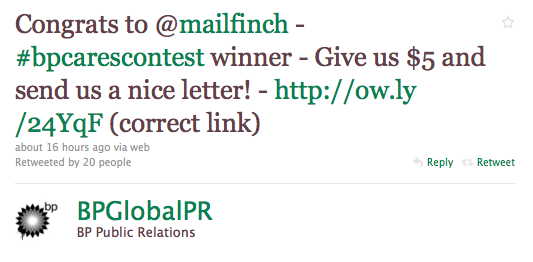 Congrats to @mailfinch -
#bpcarescontest winner - Give us $5 and
send us a nice letter! - http://ow.ly
/24YqF (correct link)
about 16 hours ago via web
Retweeted by 20 people
Reply Retweet
bp
BPGlobalPR
BP Public Relations